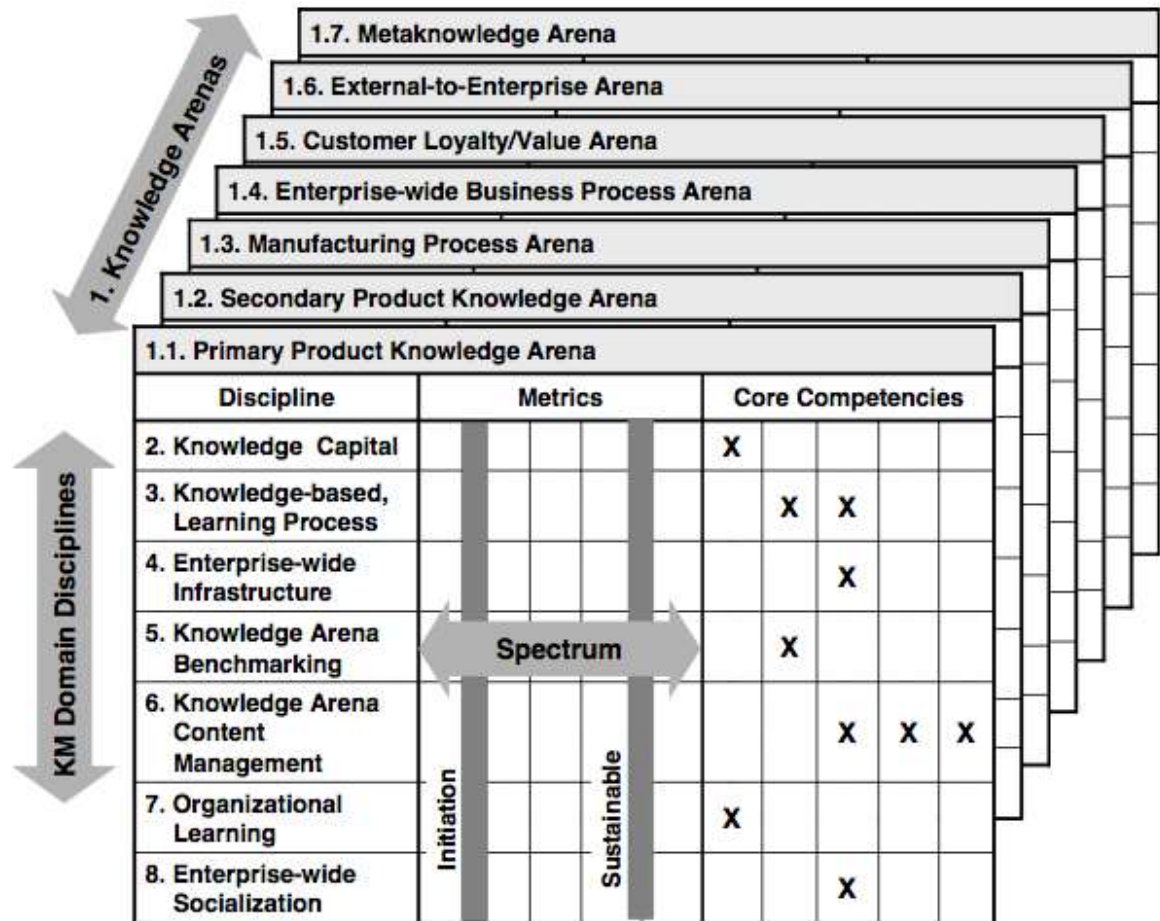 1.7. Metaknowledge Arena
1.6. External-to-Enterprise Arena
1.5. Customer Loyalty/Value Arena
1.4. Enterprise-wide Business Process Arena
1.3. Manufacturing Process Arena
1.2. Secondary Product Knowledge Arena
1.1. Primary Product Knowledge Arena
1. Knowledge Arenas
Discipline Metrics Core Competencies
KM Domain Disciplines
2. Knowledge Capital X
3. Knowledge-based,
Learning Process X X
4. Enterprise-wide
Infrastructure X
5. Knowledge Arena
Benchmarking X
Spectrum
6. Knowledge Arena
Content
Management X X X
7. Organizational
Learning X
8. Enterprise-wide
Socialization X
Initiation
Sustainable